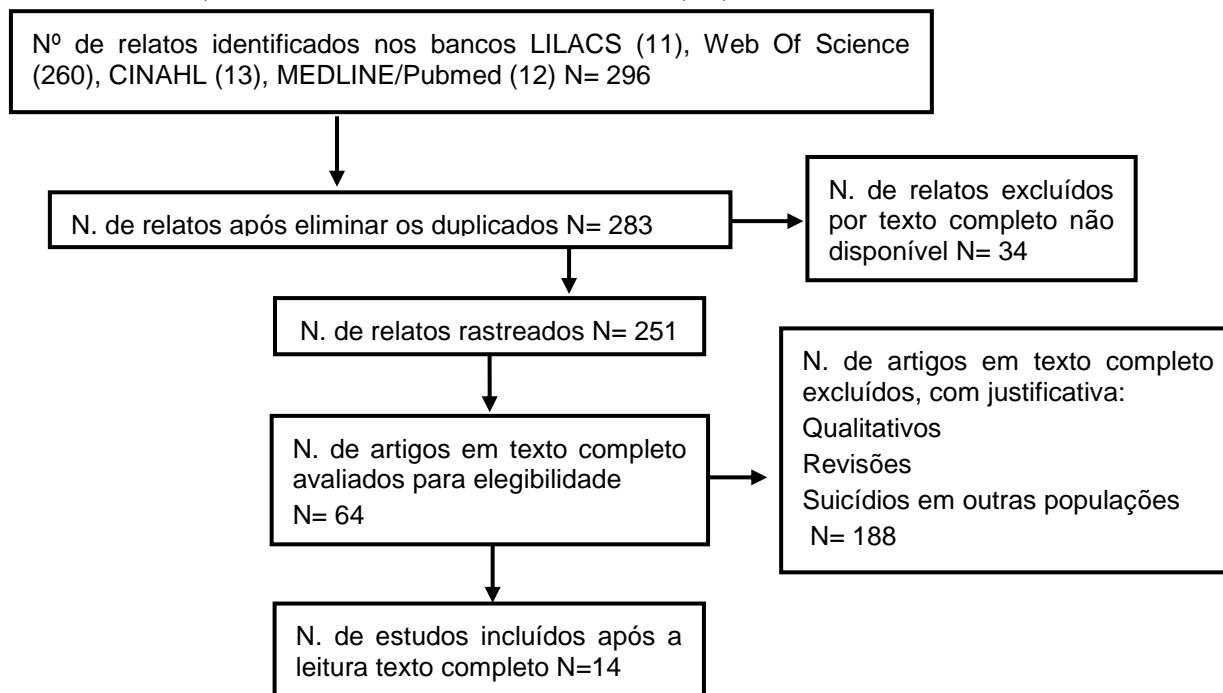 Nº de relatos identificados nos bancos LILACS (11), Web Of Science
(260), CINAHL (13), MEDLINE/Pubmed (12) N= 296
N. de relatos após eliminar os duplicados N= 283
N. de relatos excluídos
por texto completo não
disponível N= 34
N. de relatos rastreados N= 251
N. de artigos em texto completo
excluídos, com justificativa:
Qualitativos
Revisões
Suicídios em outras populações
N= 188
N. de artigos em texto completo
avaliados para elegibilidade
N= 64
N. de estudos incluídos após a
leitura texto completo N=14